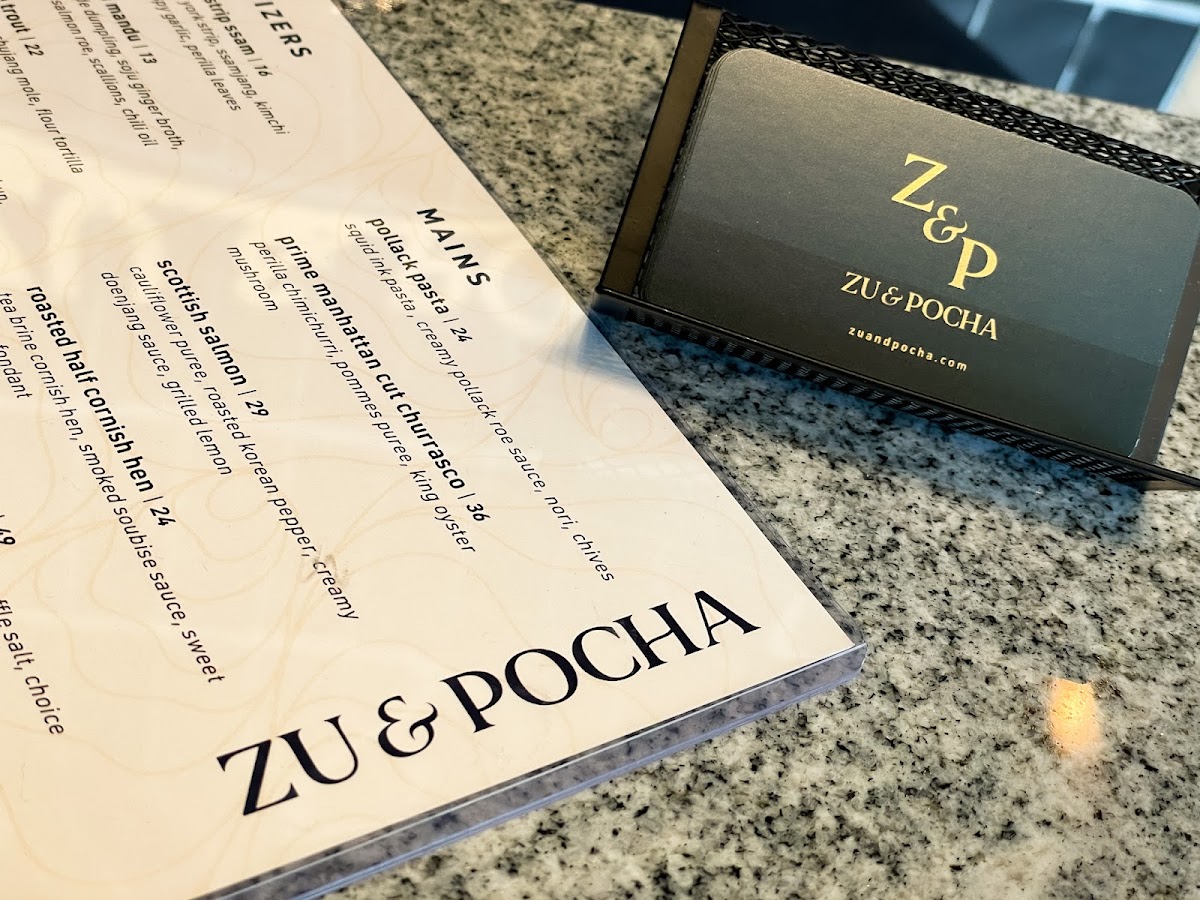 IZERS
strip ssam | 16
york strip, ssamjang, kimchi
garlic, perilla leaves
mandu | 13
dumpling, soju ginger broth,
salmon roe, scallions, chili oil
trout | 22
mole, flour tortilla
MAINS
pollack pasta | 24
squid ink pasta, creamy pollack roe sauce, nori, chives
prime manhattan cut churrasco | 36
perilla chimichurri, pommes puree, king oyster
mushroom
scottish salmon | 29
cauliflower puree, roasted korean pepper, creamy
doenjang sauce, grilled lemon
roasted half cornish hen | 24
tea brine cornish hen, smoked soubise sauce, sweet
fondant
| 49
salt, choice
ZU & POCHA
Z&P
ZU & POCHA
zuandpocha.com